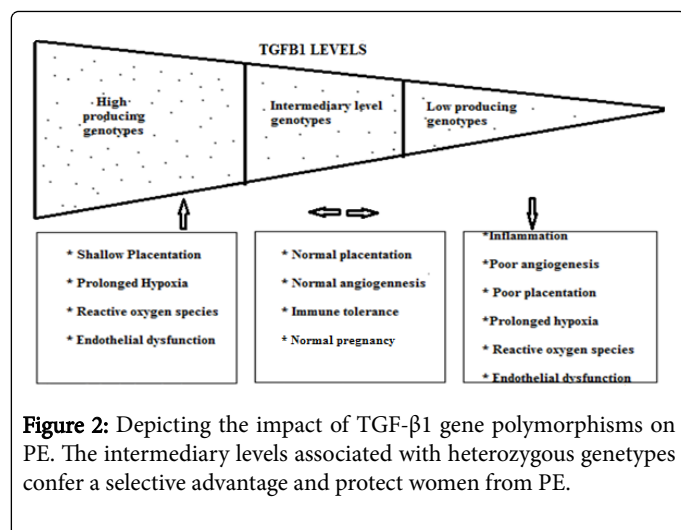 TGFB1 LEVELS
High
producing
genotypes
Intermediary level
genotypes
Low producing
genotypes
* Shallow Placentation
* Prolonged Hypoxia
* Reactive oxygen species
* Endothelial dysfunction
* Normal placentation
* Normal angiogennesis
* Immune tolerance
* Normal pregnancy
*Inflammation
*Poor angiogenesis
* Poor placentation
*Prolonged hypoxia
* Reactive oxygen species
* Endothelial dysfunction
Figure 2: Depicting the impact of TGF-β1 gene polymorphisms on
PE. The intermediary levels associated with heterozygous genetypes
confer a selective advantage and protect women from PE.